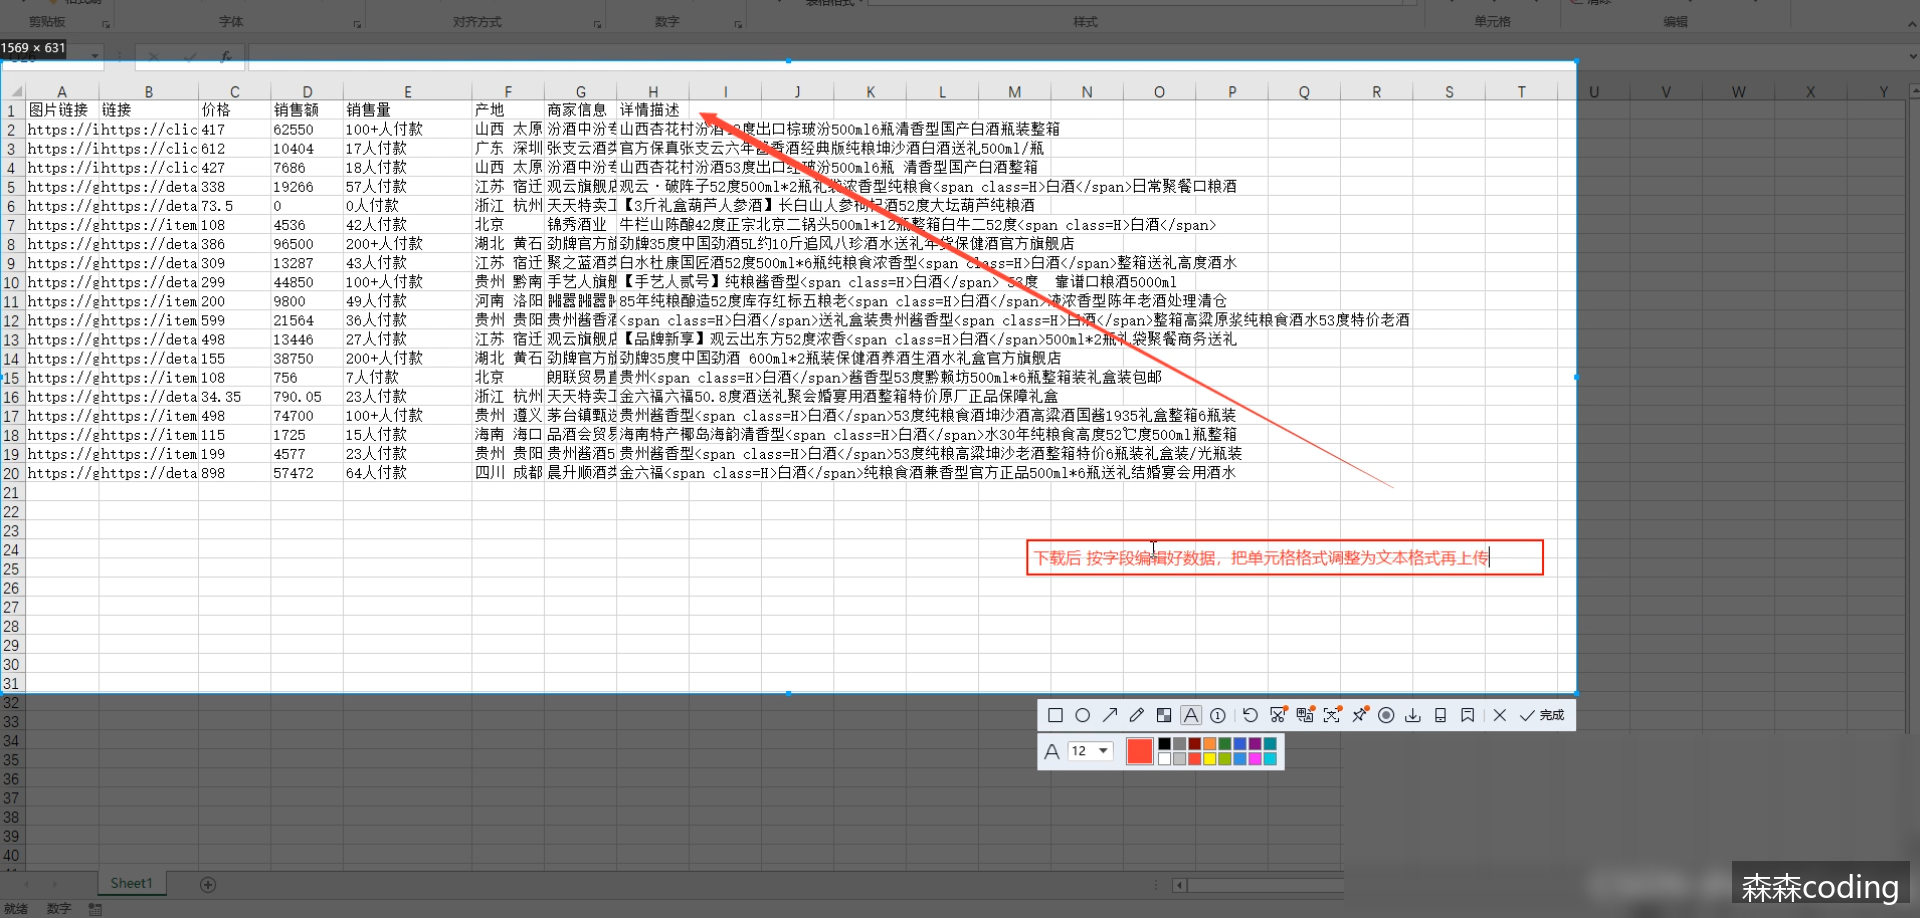 剪贴板 字体 对齐方式 数字 样式 单元格 编辑
1569 × 631
A B C D E F G H I J K L M N O P Q R S T U V W X Y
1 图片链接 链接 价格 销售额 销售量 产地 商家信息 详情描述
2 https://i https://clic 417 62550 100+人付款 山西 太原 汾酒中汾专 山西杏花村汾酒 度出口棕玻汾500ml6瓶清香型国产白酒瓶装整箱
3 https://g https://clic 612 10404 17人付款 广东 深圳 张支云酒类 官方保真张支云六年酱香酒经典版纯粮坤沙酒白酒送礼500ml/瓶
4 https://i https://clic 427 7686 18人付款 山西 太原 汾酒中汾专 山西杏花村汾酒53度出口红玻汾500ml6瓶 清香型国产白酒整箱
5 https://g https://deta 338 19266 57人付款 江苏 宿迁 观云旗舰店 观云·破阵子52度500ml*2瓶礼袋浓香型纯粮食<span class=H>白酒</span>日常聚餐口粮酒
6 https://g https://deta 73.5 0 0人付款 浙江 杭州 天天特卖工 【3斤礼盒葫芦人参酒】长白山人参枸杞酒52度大坛葫芦纯粮酒
7 https://g https://item 108 4536 42人付款 北京 锦秀酒业 牛栏山陈酿42度正宗北京二锅头500ml*12瓶整箱白牛二52度<span class=H>白酒</span>
8 https://g https://deta 386 96500 200+人付款 湖北 黄石 劲牌官方旗 劲牌35度中国劲酒5L约10斤追风八珍酒水送礼年货保健酒官方旗舰店
9 https://g https://deta 309 13287 43人付款 江苏 宿迁 聚之蓝酒类 白水杜康国匠酒52度500ml*6瓶纯粮食浓香型<span class=H>白酒</span>整箱送礼高度酒水
10 https://g https://deta 299 44850 100+人付款 贵州 黔南 手艺人旗舰 【手艺人贰号】纯粮酱香型<span class=H>白酒</span> 53度 靠谱口粮酒5000ml
11 https://g https://item 200 9800 49人付款 河南 洛阳 85年纯粮酿造52度库存红标五粮老<span class=H>白酒</span>液浓香型陈年老酒处理清仓
12 https://g https://item 599 21564 36人付款 贵州 贵阳 贵州酱香酒 <span class=H>白酒</span>送礼盒装贵州酱香型<span class=H>白酒</span>整箱高粱原浆纯粮食酒水53度特价老酒
13 https://g https://deta 498 13446 27人付款 江苏 宿迁 观云旗舰店 【品牌新享】观云出东方52度浓香<span class=H>白酒</span>500ml*2瓶礼袋聚餐商务送礼
14 https://g https://deta 155 38750 200+人付款 湖北 黄石 劲牌官方旗 劲牌35度中国劲酒 600ml*2瓶装保健酒养酒生酒水礼盒官方旗舰店
15 https://g https://item 108 756 7人付款 北京 朗联贸易直 贵州<span class=H>白酒</span>酱香型53度黔赖坊500ml*6瓶整箱装礼盒装包邮
16 https://g https://deta 34.35 790.05 23人付款 浙江 杭州 天天特卖工 金六福六福50.8度酒送礼聚会婚宴用酒整箱特价原厂正品保障礼盒
17 https://g https://item 498 74700 100+人付款 贵州 遵义 茅台镇甄选 贵州酱香型<span class=H>白酒</span>53度纯粮食酒坤沙酒高粱酒国酱1935礼盒整箱6瓶装
18 https://g https://item 115 1725 15人付款 海南 海口 品酒会贸易 海南特产椰岛海韵清香型<span class=H>白酒</span>水30年纯粮食高度52℃度500ml瓶整箱
19 https://g https://item 199 4577 23人付款 贵州 贵阳 贵州酱酒5 贵州酱香型<span class=H>白酒</span>53度纯粮高粱坤沙老酒整箱特价6瓶装礼盒装/光瓶装
20 https://g https://deta 898 57472 64人付款 四川 成都 晨升顺酒类 金六福<span class=H>白酒</span>纯粮食酒兼香型官方正品500ml*6瓶送礼结婚宴会用酒水
21
22
23
24
下载后 按字段编辑好数据，把单元格格式调整为文本格式再上传
25
26
27
28
29
30
31
32
33
34
35
36
37
38
39
40
完成
A 12
Sheet1
就绪 数字
森森coding